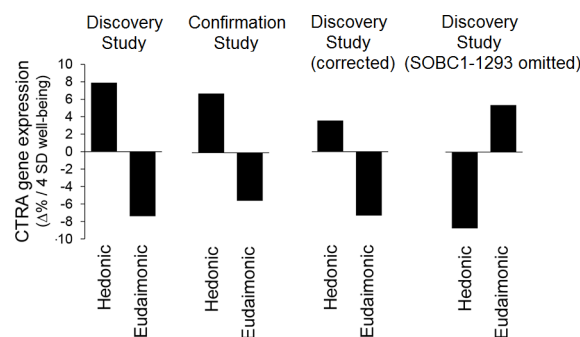 Discovery
Study
Confirmation
Study
Discovery
Study
(corrected)
Discovery
Study
(SOBC1-1293 omitted)
CTRA gene expression
(Δ% / 4 SD well-being)
10
8
6
4
2
0
-2
-4
-6
-8
-10
Hedonic
Eudaimonic
Hedonic
Eudaimonic
Hedonic
Eudaimonic
Hedonic
Eudaimonic